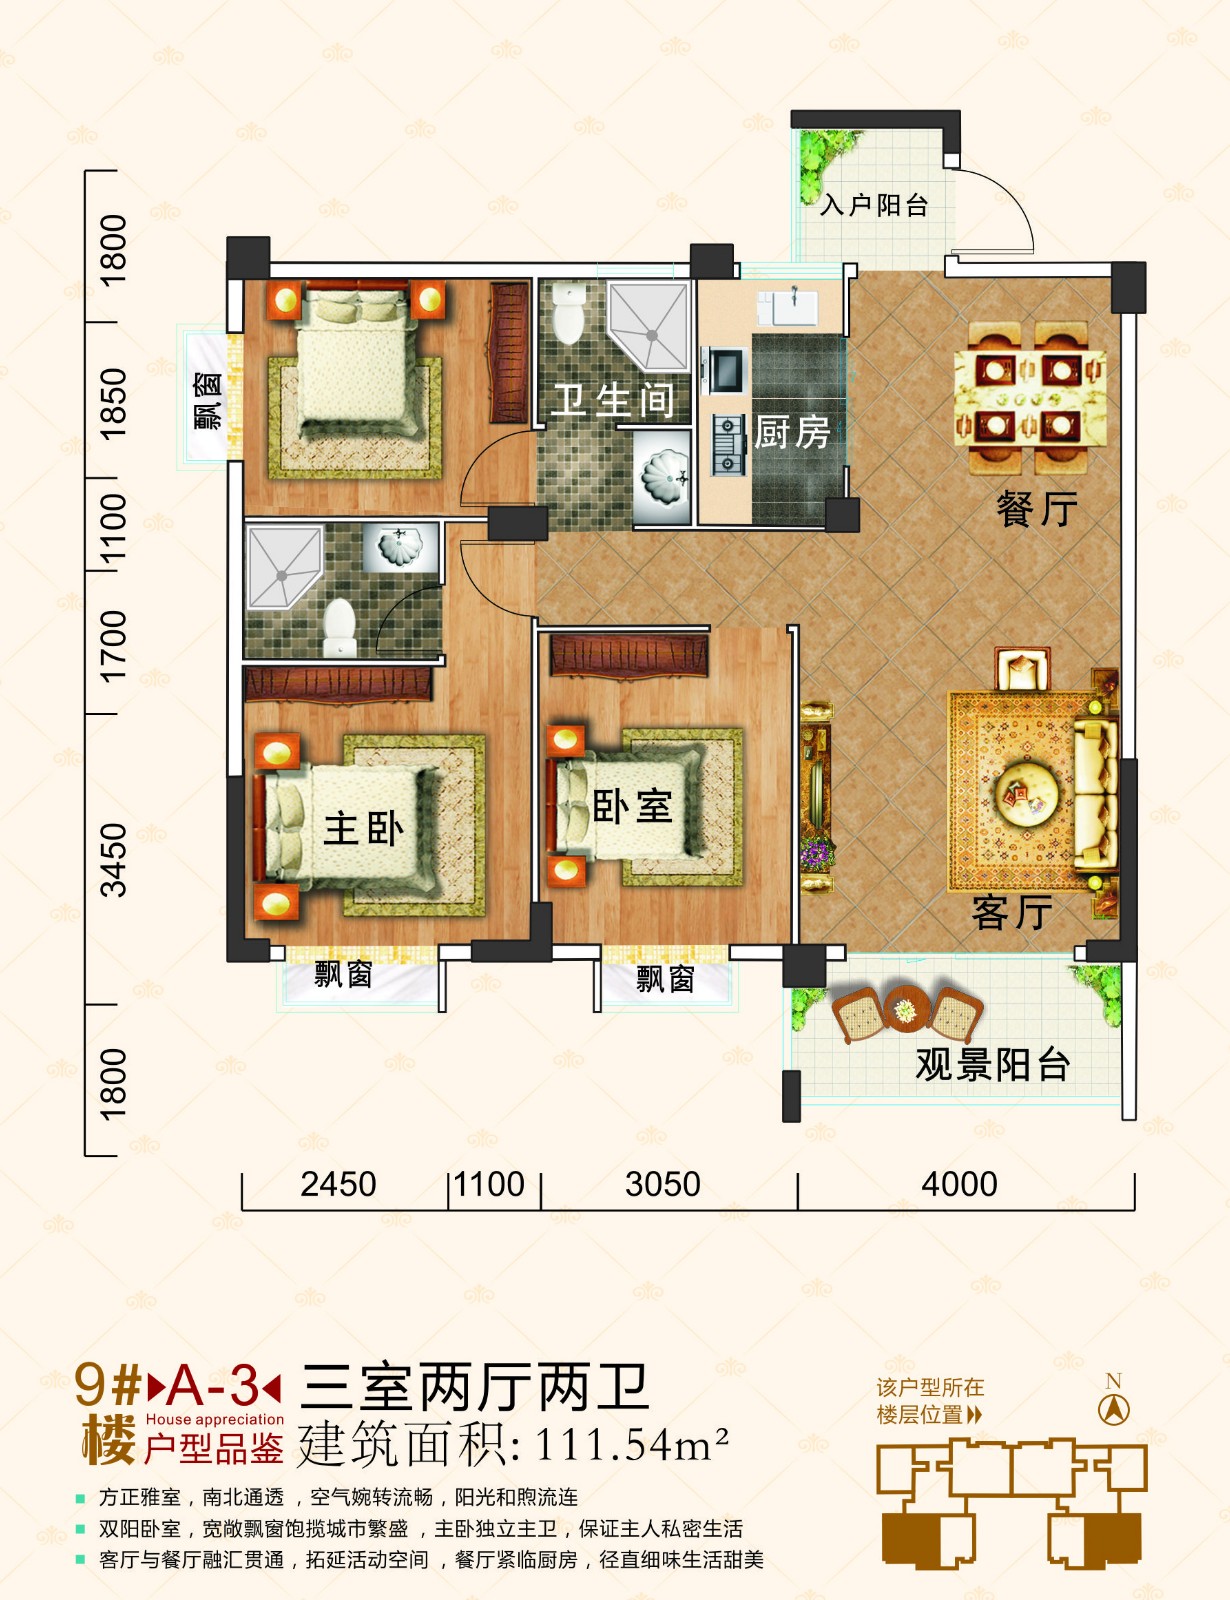 入户阳台
1800
1850
1100
1700
3450
1800
飘窗
卫生间
厨房
餐厅
主卧
卧室
客厅
飘窗
飘窗
观景阳台
2450
1100
3050
4000
9#
楼
A-3
House appreciation
户型品鉴
三室两厅两卫
建筑面积: 111.54m²
方正雅室，南北通透 ，空气婉转流畅，阳光和煦流连
双阳卧室，宽敞飘窗饱揽城市繁盛 ，主卧独立主卫，保证主人私密生活
客厅与餐厅融汇贯通，拓延活动空间 ，餐厅紧临厨房，径直细味生活甜美
该户型所在
楼层位置
N